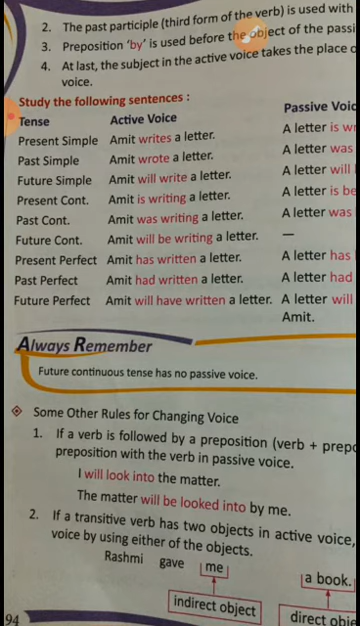 2. The past participle (third form of the verb) is used with
3. Preposition 'by' is used before the object of the passi
4. At last, the subject in the active voice takes the place o
voice.
Study the following sentences :
Tense Active Voice Passive Voic
Present Simple Amit writes a letter. A letter is wr
Past Simple Amit wrote a letter. A letter was
Future Simple Amit will write a letter. A letter will
Present Cont. Amit is writing a letter. A letter is be
Past Cont. Amit was writing a letter. A letter was
Future Cont. Amit will be writing a letter. —
Present Perfect Amit has written a letter. A letter has
Past Perfect Amit had written a letter. A letter had
Future Perfect Amit will have written a letter. A letter will
Amit.
Always Remember
Future continuous tense has no passive voice.
Some Other Rules for Changing Voice
1. If a verb is followed by a preposition (verb + prepo
preposition with the verb in passive voice.
I will look into the matter.
The matter will be looked into by me.
2. If a transitive verb has two objects in active voice,
voice by using either of the objects.
Rashmi gave me a book.
indirect object direct obje
94